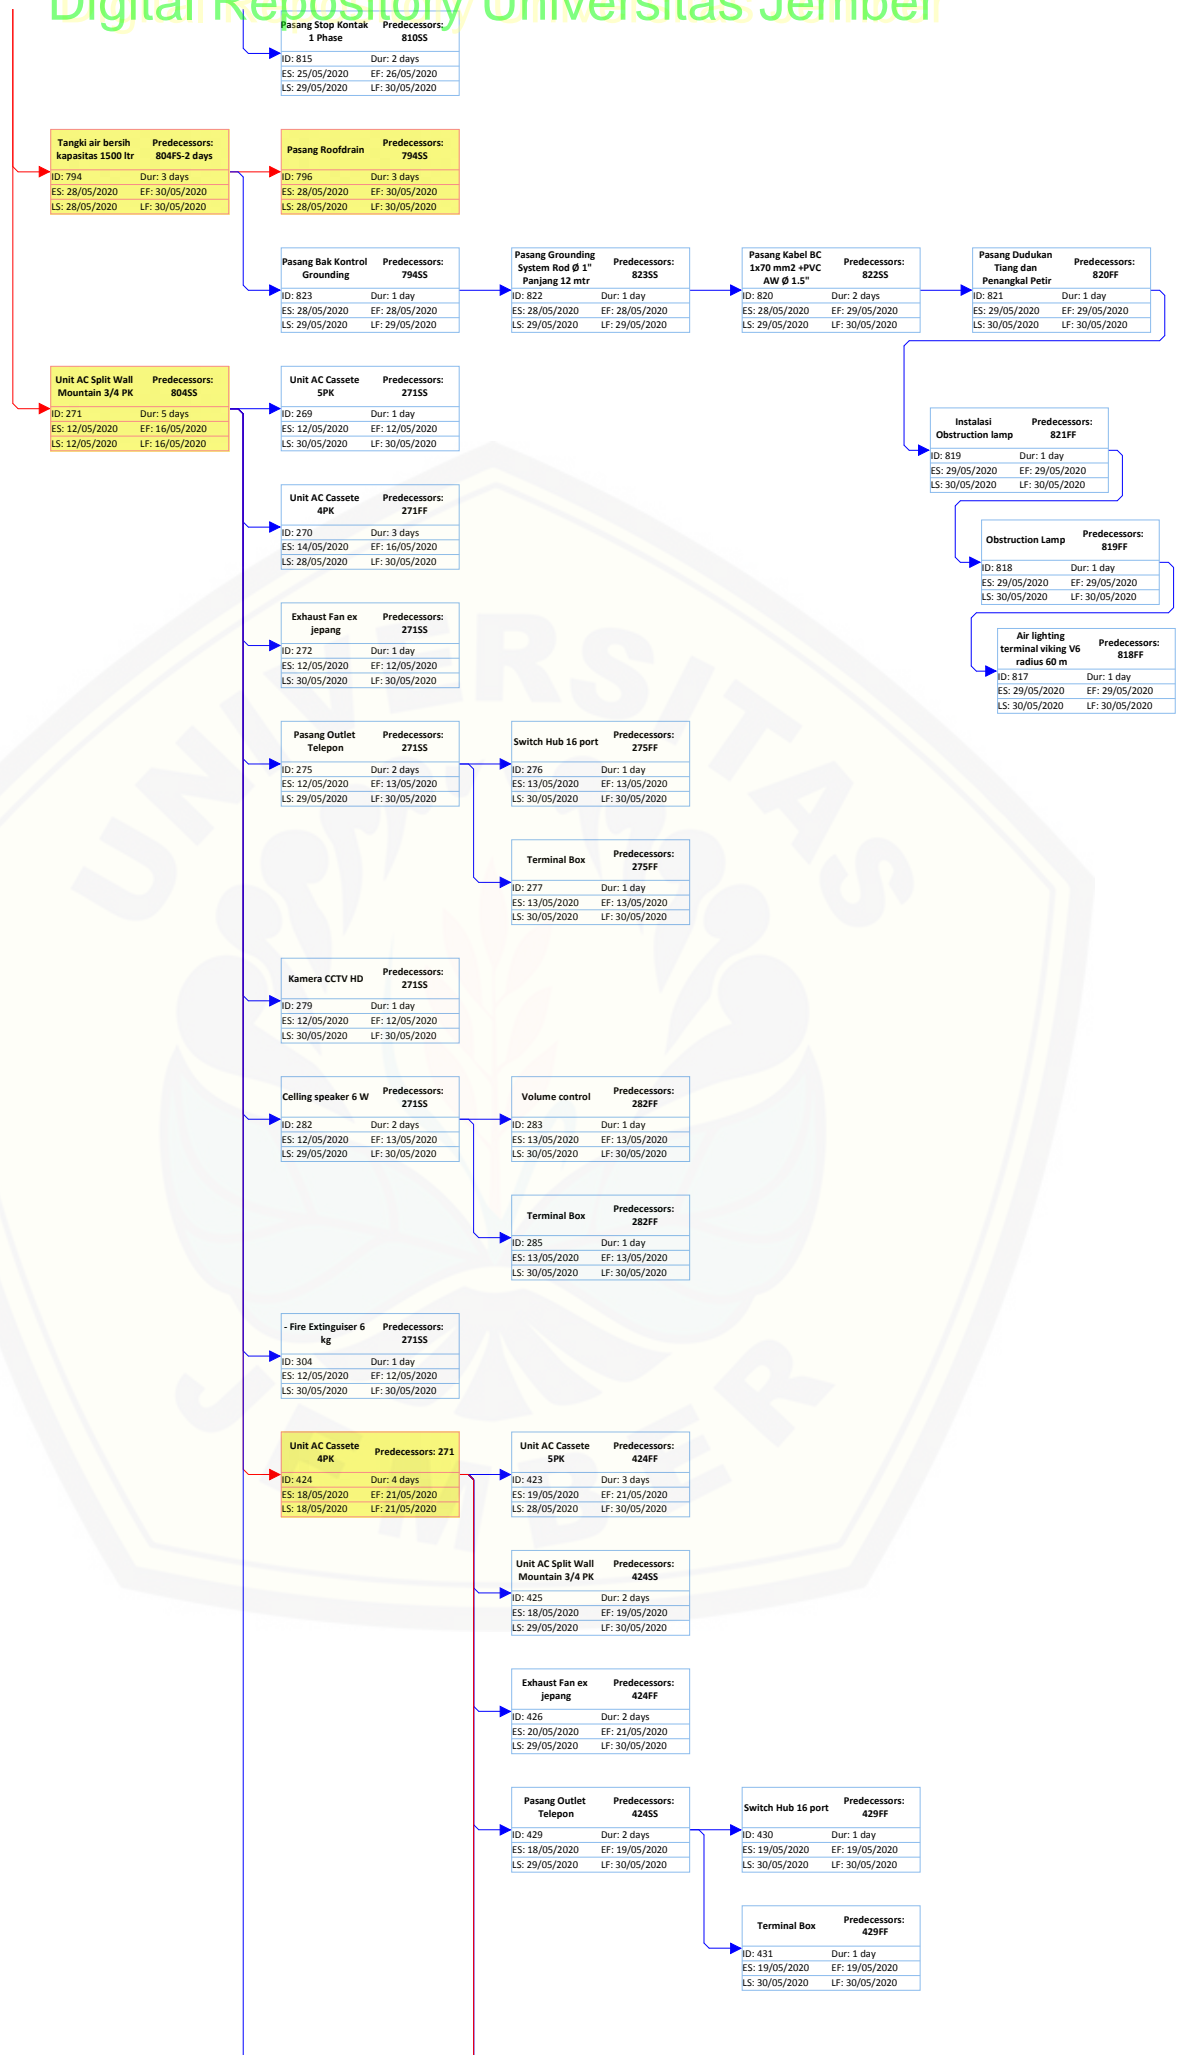 Digital Repository Universitas Jember
Pasang Stop Kontak
1 Phase
Predecessors:
810SS
ID: 815 Dur: 2 days
ES: 25/05/2020 EF: 26/05/2020
LS: 29/05/2020 LF: 30/05/2020
Tangki air bersih
kapasitas 1500 ltr
Predecessors:
804FS-2 days
ID: 794 Dur: 3 days
ES: 28/05/2020 EF: 30/05/2020
LS: 28/05/2020 LF: 30/05/2020
Pasang Roofdrain
Predecessors:
794SS
ID: 796 Dur: 3 days
ES: 28/05/2020 EF: 30/05/2020
LS: 28/05/2020 LF: 30/05/2020
Pasang Bak Kontrol
Grounding
Predecessors:
794SS
ID: 823 Dur: 1 day
ES: 28/05/2020 EF: 28/05/2020
LS: 29/05/2020 LF: 29/05/2020
Pasang Grounding
System Rod Ø 1"
Panjang 12 mtr
Predecessors:
823SS
ID: 822 Dur: 1 day
ES: 28/05/2020 EF: 28/05/2020
LS: 29/05/2020 LF: 29/05/2020
Pasang Kabel BC
1x70 mm2 +PVC
AW Ø 1.5"
Predecessors:
822SS
ID: 820 Dur: 2 days
ES: 28/05/2020 EF: 29/05/2020
LS: 29/05/2020 LF: 30/05/2020
Pasang Dudukan
Tiang dan
Penangkal Petir
Predecessors:
820FF
ID: 821 Dur: 1 day
ES: 29/05/2020 EF: 29/05/2020
LS: 30/05/2020 LF: 30/05/2020
Unit AC Split Wall
Mountain 3/4 PK
Predecessors:
804SS
ID: 271 Dur: 5 days
ES: 12/05/2020 EF: 16/05/2020
LS: 12/05/2020 LF: 16/05/2020
Unit AC Cassete
5PK
Predecessors:
271SS
ID: 269 Dur: 1 day
ES: 12/05/2020 EF: 12/05/2020
LS: 30/05/2020 LF: 30/05/2020
Instalasi
Obstruction lamp
Predecessors:
821FF
ID: 819 Dur: 1 day
ES: 29/05/2020 EF: 29/05/2020
LS: 30/05/2020 LF: 30/05/2020
Unit AC Cassete
4PK
Predecessors:
271FF
ID: 270 Dur: 3 days
ES: 14/05/2020 EF: 16/05/2020
LS: 28/05/2020 LF: 30/05/2020
Obstruction Lamp
Predecessors:
819FF
ID: 818 Dur: 1 day
ES: 29/05/2020 EF: 29/05/2020
LS: 30/05/2020 LF: 30/05/2020
Exhaust Fan ex
jepang
Predecessors:
271SS
ID: 272 Dur: 1 day
ES: 12/05/2020 EF: 12/05/2020
LS: 30/05/2020 LF: 30/05/2020
Air lighting
terminal viking V6
radius 60 m
Predecessors:
818FF
ID: 817 Dur: 1 day
ES: 29/05/2020 EF: 29/05/2020
LS: 30/05/2020 LF: 30/05/2020
Pasang Outlet
Telepon
Predecessors:
271SS
ID: 275 Dur: 2 days
ES: 12/05/2020 EF: 13/05/2020
LS: 29/05/2020 LF: 30/05/2020
Switch Hub 16 port
Predecessors:
275FF
ID: 276 Dur: 1 day
ES: 13/05/2020 EF: 13/05/2020
LS: 30/05/2020 LF: 30/05/2020
Terminal Box
Predecessors:
275FF
ID: 277 Dur: 1 day
ES: 13/05/2020 EF: 13/05/2020
LS: 30/05/2020 LF: 30/05/2020
Kamera CCTV HD
Predecessors:
271SS
ID: 279 Dur: 1 day
ES: 12/05/2020 EF: 12/05/2020
LS: 30/05/2020 LF: 30/05/2020
Celling speaker 6 W
Predecessors:
271SS
ID: 282 Dur: 2 days
ES: 12/05/2020 EF: 13/05/2020
LS: 29/05/2020 LF: 30/05/2020
Volume control
Predecessors:
282FF
ID: 283 Dur: 1 day
ES: 13/05/2020 EF: 13/05/2020
LS: 30/05/2020 LF: 30/05/2020
Terminal Box
Predecessors:
282FF
ID: 285 Dur: 1 day
ES: 13/05/2020 EF: 13/05/2020
LS: 30/05/2020 LF: 30/05/2020
- Fire Extinguiser 6
kg
Predecessors:
271SS
ID: 304 Dur: 1 day
ES: 12/05/2020 EF: 12/05/2020
LS: 30/05/2020 LF: 30/05/2020
Unit AC Cassete
4PK
Predecessors: 271
ID: 424 Dur: 4 days
ES: 18/05/2020 EF: 21/05/2020
LS: 18/05/2020 LF: 21/05/2020
Unit AC Cassete
5PK
Predecessors:
424FF
ID: 423 Dur: 3 days
ES: 19/05/2020 EF: 21/05/2020
LS: 28/05/2020 LF: 30/05/2020
Unit AC Split Wall
Mountain 3/4 PK
Predecessors:
424SS
ID: 425 Dur: 2 days
ES: 18/05/2020 EF: 19/05/2020
LS: 29/05/2020 LF: 30/05/2020
Exhaust Fan ex
jepang
Predecessors:
424FF
ID: 426 Dur: 2 days
ES: 20/05/2020 EF: 21/05/2020
LS: 29/05/2020 LF: 30/05/2020
Pasang Outlet
Telepon
Predecessors:
424SS
ID: 429 Dur: 2 days
ES: 18/05/2020 EF: 19/05/2020
LS: 29/05/2020 LF: 30/05/2020
Switch Hub 16 port
Predecessors:
429FF
ID: 430 Dur: 1 day
ES: 19/05/2020 EF: 19/05/2020
LS: 30/05/2020 LF: 30/05/2020
Terminal Box
Predecessors:
429FF
ID: 431 Dur: 1 day
ES: 19/05/2020 EF: 19/05/2020
LS: 30/05/2020 LF: 30/05/2020
UNIVERSITAS
JEMBER